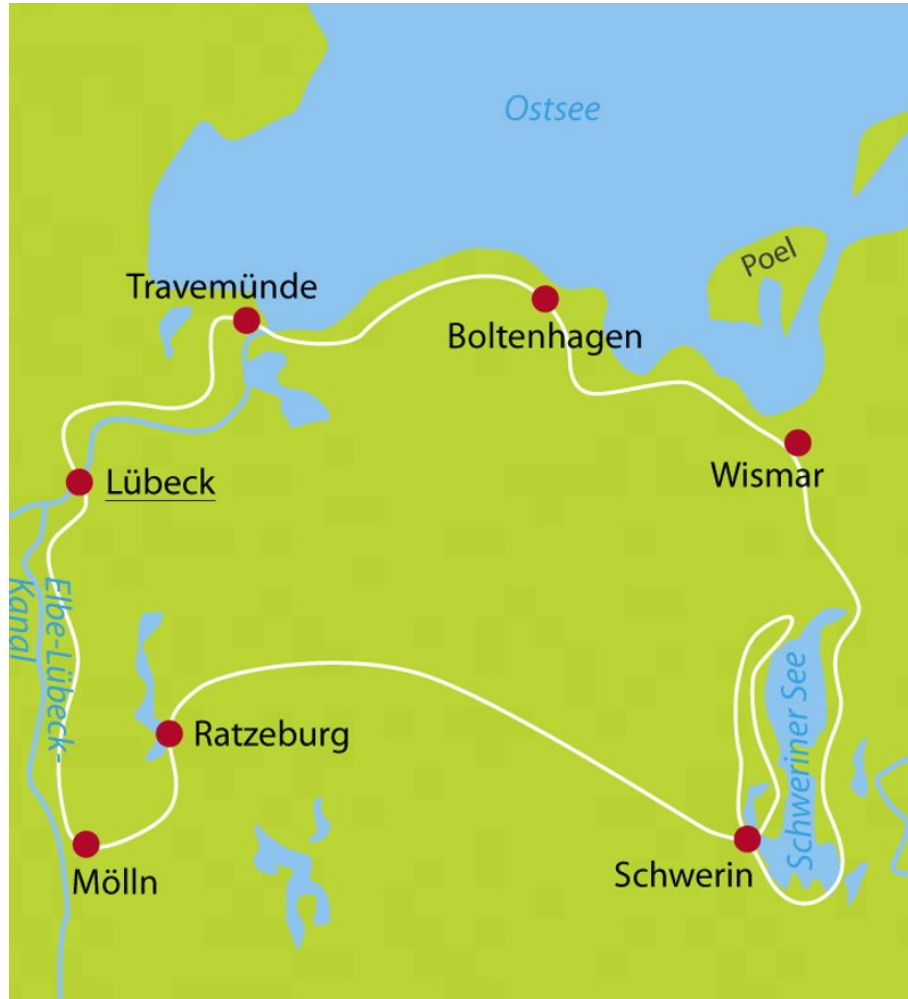 Ostsee
Poel
Travemünde
Boltenhagen
Wismar
Lübeck
Elbe-Lübeck-
Kanal
Ratzeburg
Schweriner See
Schwerin
Mölln